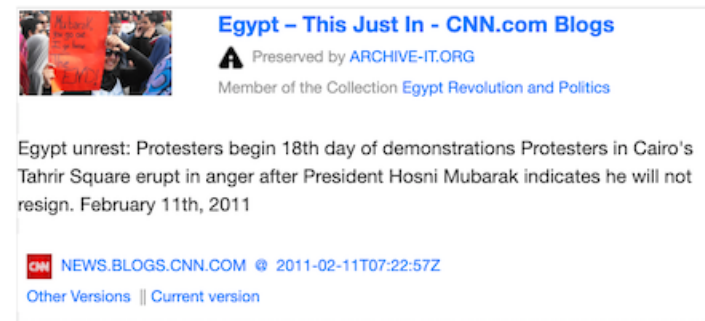 Mubarak
The
END
Egypt – This Just In - CNN.com Blogs
Preserved by ARCHIVE-IT.ORG
Member of the Collection Egypt Revolution and Politics
Egypt unrest: Protesters begin 18th day of demonstrations Protesters in Cairo's
Tahrir Square erupt in anger after President Hosni Mubarak indicates he will not
resign. February 11th, 2011
CNN NEWS.BLOGS.CNN.COM @ 2011-02-11T07:22:57Z
Other Versions || Current version